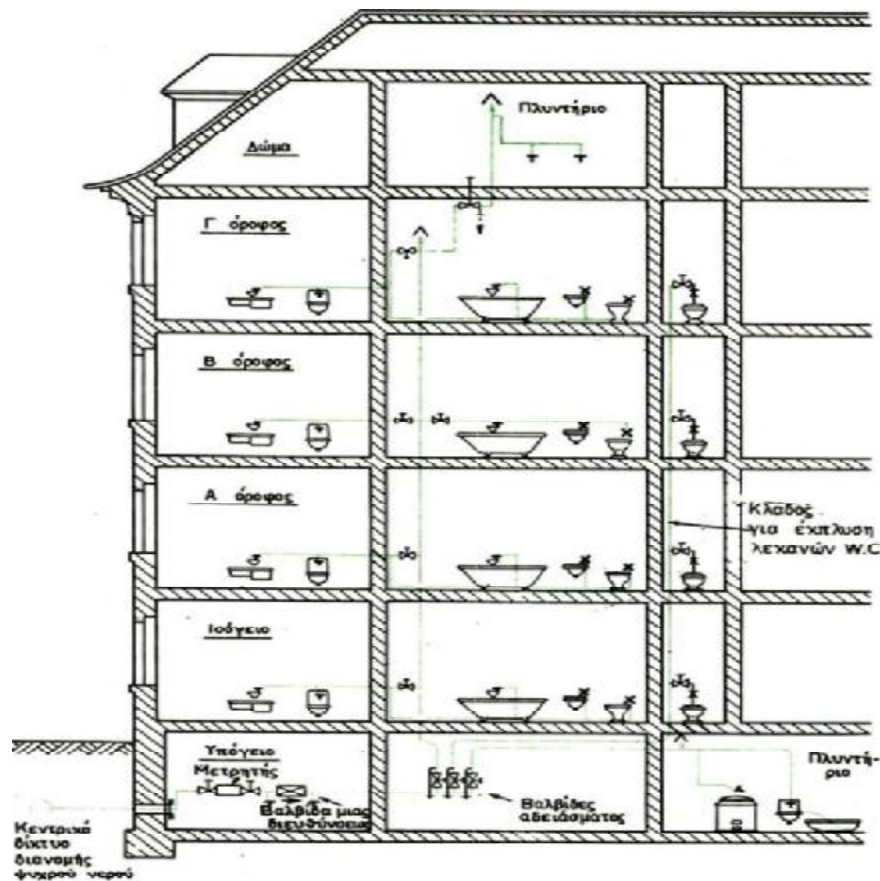 Πλυντήριο
Δώμα
Γ όροφος
Β όροφος
Α όροφος
Κλάδος
για έκπλυση
λεκανών W.C
Ισόγειο
Υπόγειο
Μετρητής
Βαλβίδα μιας
διευθύνσεως
Βαλβίδες
αδειάσματος
Πλυντή-
ριο
Κεντρικό
δίκτυο
διανομής
ψυχρού νερού